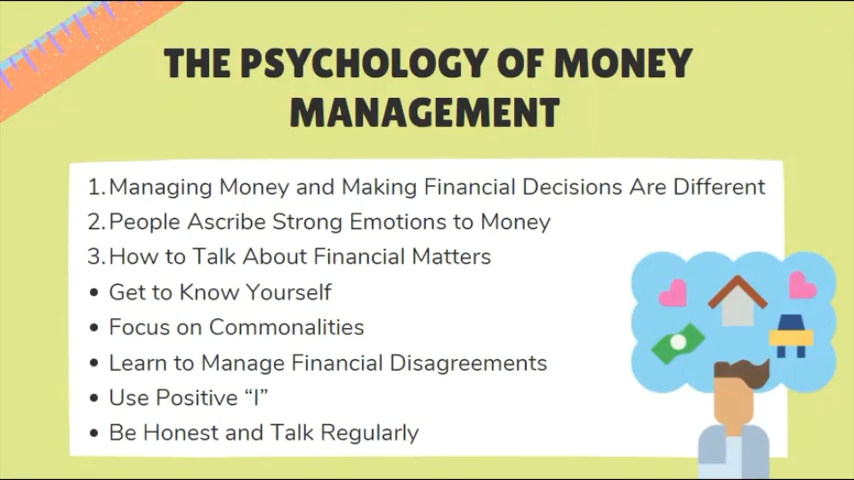 THE PSYCHOLOGY OF MONEY
MANAGEMENT
1. Managing Money and Making Financial Decisions Are Different
2. People Ascribe Strong Emotions to Money
3. How to Talk About Financial Matters
• Get to Know Yourself
• Focus on Commonalities
• Learn to Manage Financial Disagreements
• Use Positive “I”
• Be Honest and Talk Regularly